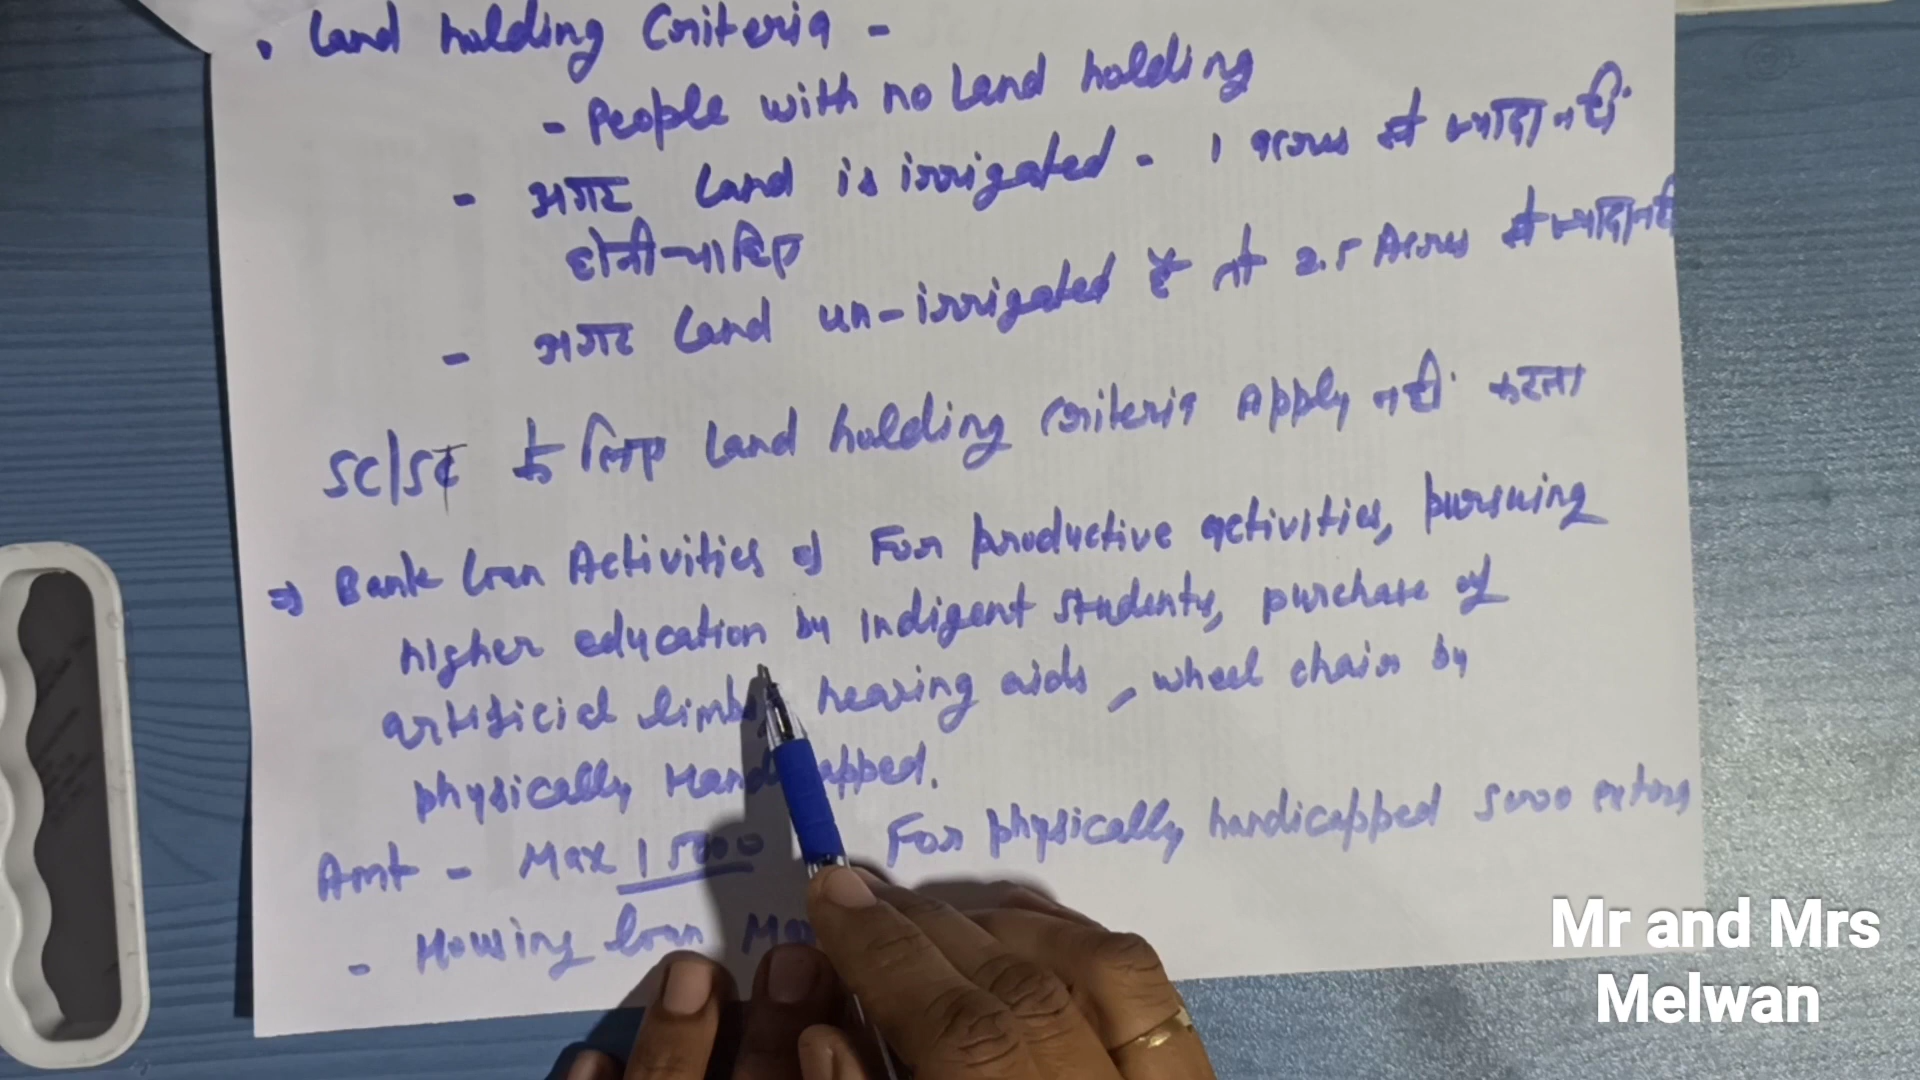 • Land holding Criteria -
- People with no Land holding
- अगर Land is irrigated - 1 acres से ज्यादा नहीं
होनी चाहिए
- अगर Land un-irrigated है तो 2.5 Acres से ज्यादा नही
SC/ST के लिए Land holding criteria Apply नहीं करता
⇒ Bank Loan Activities of For productive activities, pursuing
higher education by indigent students, purchase of
artificial limbs, hearing aids, wheel chair by
physically Handicapped.
Amt - Max 15000 For physically handicapped 5000 extra
- Housing loan
Mr and Mrs
Melwan